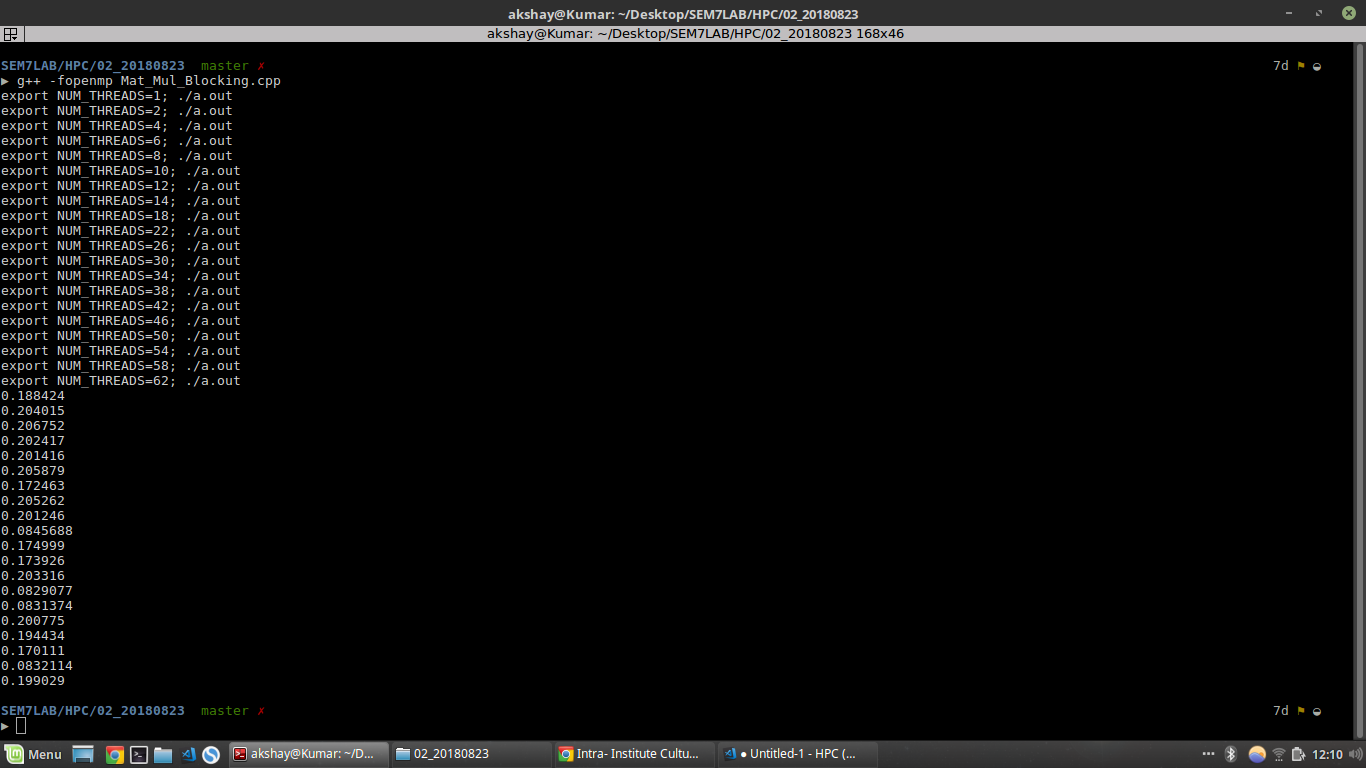 akshay@Kumar: ~/Desktop/SEM7LAB/HPC/02_20180823
akshay@Kumar: ~/Desktop/SEM7LAB/HPC/02_20180823 168x46
SEM7LAB/HPC/02_20180823 master ✗ 7d
▶ g++ -fopenmp Mat_Mul_Blocking.cpp
export NUM_THREADS=1; ./a.out
export NUM_THREADS=2; ./a.out
export NUM_THREADS=4; ./a.out
export NUM_THREADS=6; ./a.out
export NUM_THREADS=8; ./a.out
export NUM_THREADS=10; ./a.out
export NUM_THREADS=12; ./a.out
export NUM_THREADS=14; ./a.out
export NUM_THREADS=18; ./a.out
export NUM_THREADS=22; ./a.out
export NUM_THREADS=26; ./a.out
export NUM_THREADS=30; ./a.out
export NUM_THREADS=34; ./a.out
export NUM_THREADS=38; ./a.out
export NUM_THREADS=42; ./a.out
export NUM_THREADS=46; ./a.out
export NUM_THREADS=50; ./a.out
export NUM_THREADS=54; ./a.out
export NUM_THREADS=58; ./a.out
export NUM_THREADS=62; ./a.out
0.188424
0.204015
0.206752
0.202417
0.201416
0.205879
0.172463
0.205262
0.201246
0.0845688
0.174999
0.173926
0.203316
0.0829077
0.0831374
0.200775
0.194434
0.170111
0.0832114
0.199029
SEM7LAB/HPC/02_20180823 master ✗ 7d
▶
Menu akshay@Kumar: ~/D... 02_20180823 Intra- Institute Cultu... ● Untitled-1 - HPC (... 12:10